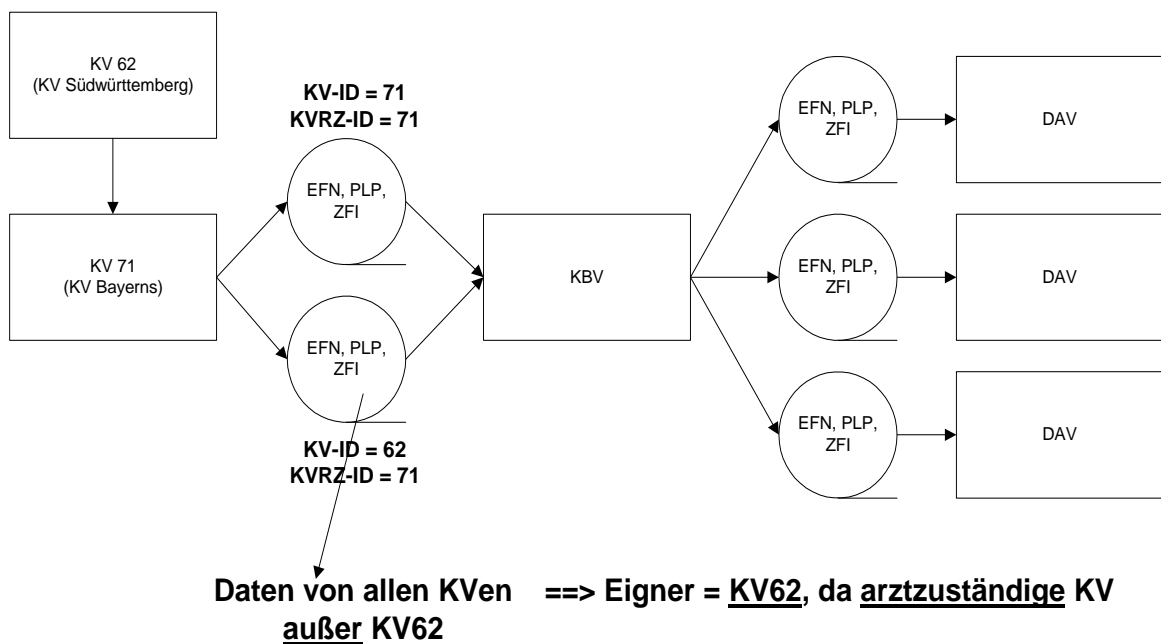 KV 62
(KV Südwürttemberg)
KV-ID = 71
KVRZ-ID = 71
EFN, PLP,
ZFI
DAV
EFN, PLP,
ZFI
KV 71
(KV Bayerns)
KBV
EFN, PLP,
ZFI
DAV
EFN, PLP,
ZFI
KV-ID = 62
KVRZ-ID = 71
EFN, PLP,
ZFI
DAV
Daten von allen KVen ==> Eigner = KV62, da arztzuständige KV
außer KV62